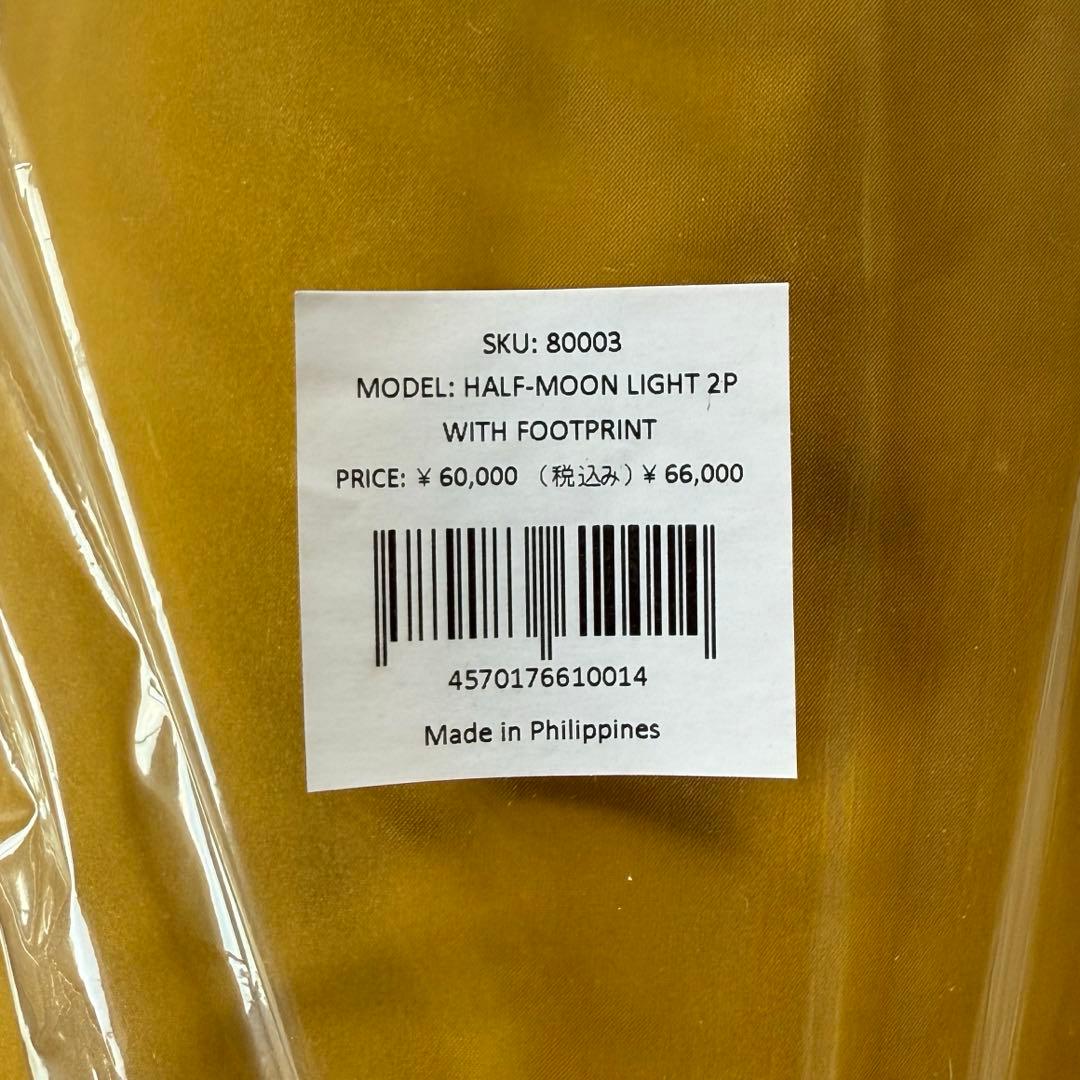 SKU: 80003
MODEL: HALF-MOON LIGHT 2P
WITH FOOTPRINT
PRICE: ¥ 60,000 （税込み）¥ 66,000
4570176610014
Made in Philippines